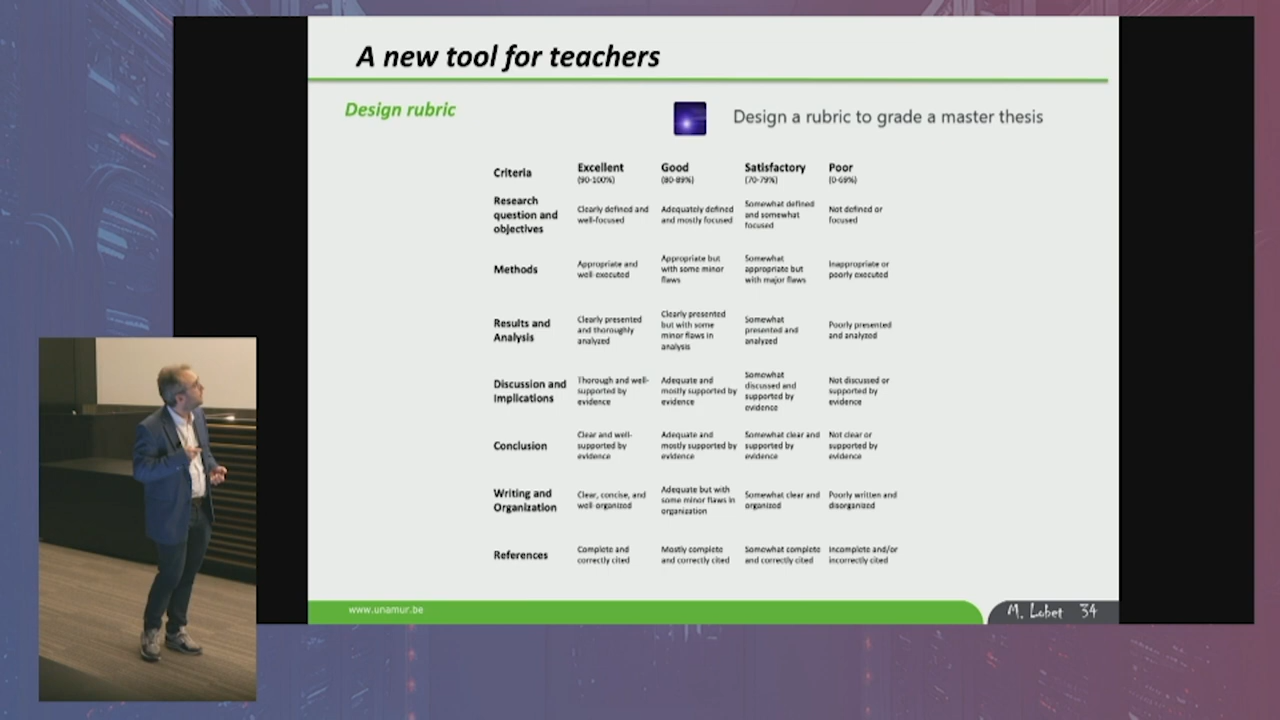 A new tool for teachers
Design rubric
Design a rubric to grade a master thesis
Criteria
Excellent
(90-100%)
Good
(80-89%)
Satisfactory
(70-79%)
Poor
(0-69%)
Research
question and
objectives
Clearly defined and
well-focused
Adequately defined
and mostly focused
Somewhat defined
and somewhat
focused
Not defined or
focused
Methods
Appropriate and
well-executed
Appropriate but
with some minor
flaws
Somewhat
appropriate but
with major flaws
Inappropriate or
poorly executed
Results and
Analysis
Clearly presented
and thoroughly
analyzed
Clearly presented
but with some
minor flaws in
analysis
Somewhat
presented and
analyzed
Poorly presented
and analyzed
Discussion and
Implications
Thorough and well-
supported by
evidence
Adequate and
mostly supported by
evidence
Somewhat
discussed and
supported by
evidence
Not discussed or
supported by
evidence
Conclusion
Clear and well-
supported by
evidence
Adequate and
mostly supported by
evidence
Somewhat clear and
supported by
evidence
Not clear or
supported by
evidence
Writing and
Organization
Clear, concise, and
well-organized
Adequate but with
some minor flaws in
organization
Somewhat clear and
organized
Poorly written and
disorganized
References
Complete and
correctly cited
Mostly complete
and correctly cited
Somewhat complete
and correctly cited
Incomplete and/or
incorrectly cited
www.unamur.be
M. Lobet 34